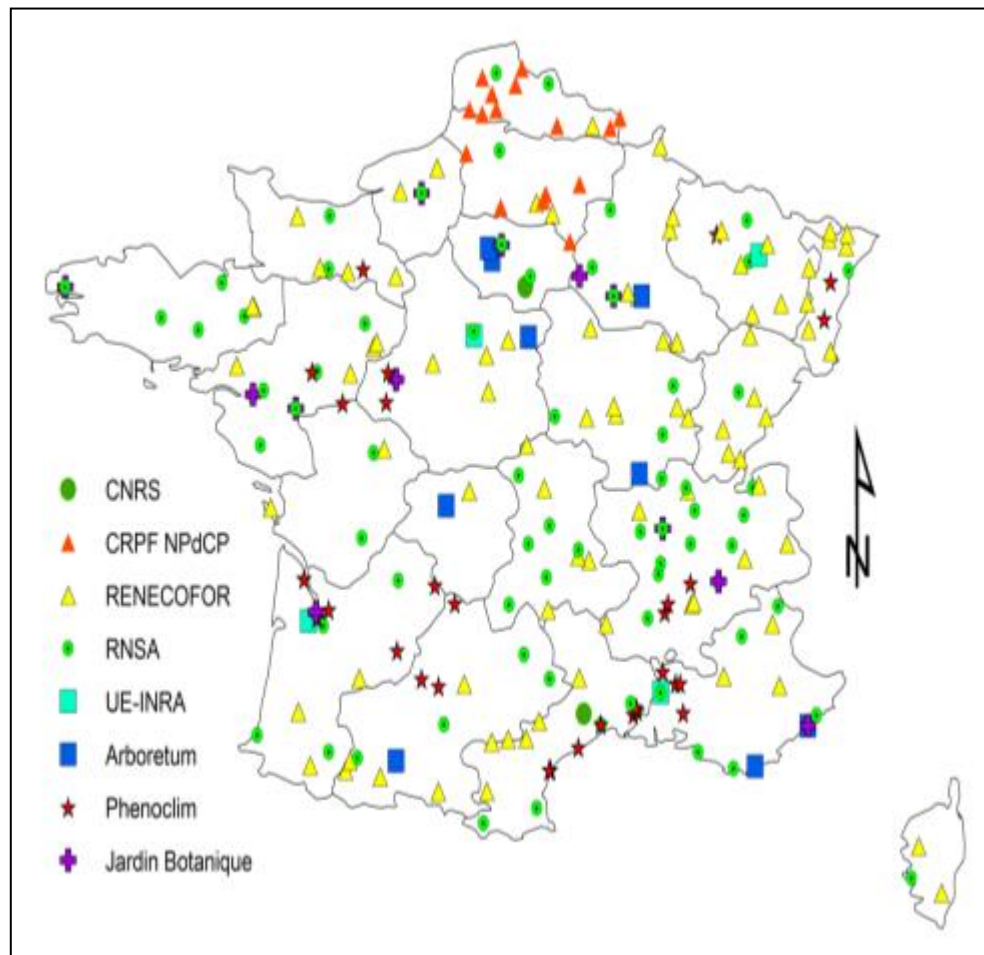 CNRS
CRPF NPdCP
RENECOFOR
RNSA
UE-INRA
Arboretum
Phenoclim
Jardin Botanique
N